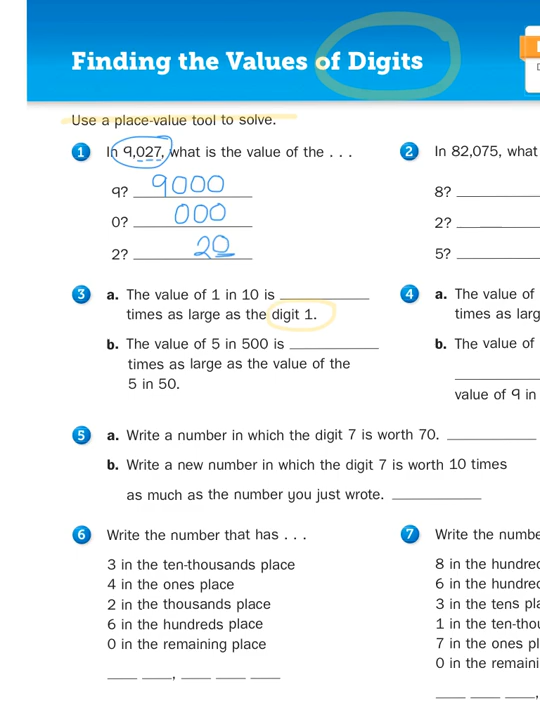 Finding the Values of Digits
Use a place-value tool to solve.
1 In 9,027, what is the value of the . . .
9? 9000
0? 000
2? 20
2 In 82,075, what
8?
2?
5?
3 a. The value of 1 in 10 is
times as large as the digit 1.
b. The value of 5 in 500 is
times as large as the value of the
5 in 50.
4 a. The value of
times as larg
b. The value of
value of 9 in
5 a. Write a number in which the digit 7 is worth 70.
b. Write a new number in which the digit 7 is worth 10 times
as much as the number you just wrote.
6 Write the number that has . . .
3 in the ten-thousands place
4 in the ones place
2 in the thousands place
6 in the hundreds place
0 in the remaining place
7 Write the numbe
8 in the hundred
6 in the hundred
3 in the tens pla
1 in the ten-thou
7 in the ones pl
0 in the remaini